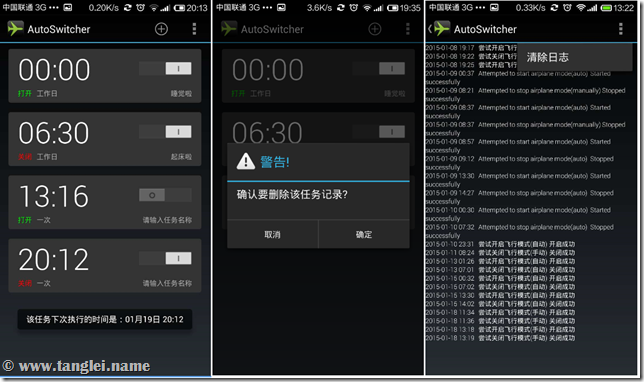 中国联通 3G ••• 0.20K/s 20:13
AutoSwitcher
00:00
打开 工作日 睡觉啦
06:30
关闭 工作日 起床啦
13:16
打开 一次 请输入任务名称
20:12
关闭 一次 请输入任务名称
该任务下次执行的时间是：01月19日 20:12
© www.tanglei.name
中国联通 3G ••• 3.6K/s 19:35
AutoSwitcher
00:00
打开 工作日 睡觉啦
06:30
警告!
确认要删除该任务记录?
取消 确定
中国联通 3G ••• 0.33K/s 13:22
AutoSwitcher
清除日志
2015-01-08 19:17 尝试开启飞行
2015-01-08 19:22 尝试关闭飞行
2015-01-08 19:25 尝试关闭飞行
2015-01-09 00:37 Attempted to start airplane mode(auto) Started
successfully
2015-01-09 08:21 Attempted to stop airplane mode(manually) Stopped
successfully
2015-01-09 08:37 Attempted to start airplane mode(auto) Started
successfully
2015-01-09 08:37 Attempted to stop airplane mode(manually) Stopped
successfully
2015-01-09 08:57 Attempted to start airplane mode(auto) Started
successfully
2015-01-09 09:12 Attempted to stop airplane mode(auto) Stopped
successfully
2015-01-09 13:30 Attempted to start airplane mode(auto) Started
successfully
2015-01-09 14:27 Attempted to stop airplane mode(auto) Stopped
successfully
2015-01-10 00:30 Attempted to start airplane mode(auto) Started
successfully
2015-01-10 07:32 Attempted to stop airplane mode(auto) Stopped
successfully
2015-01-10 23:31 尝试开启飞行模式(自动) 开启成功
2015-01-11 08:24 尝试关闭飞行模式(手动) 关闭成功
2015-01-13 01:26 尝试开启飞行模式(自动) 开启成功
2015-01-13 07:01 尝试关闭飞行模式(自动) 关闭成功
2015-01-15 00:32 尝试开启飞行模式(自动) 开启成功
2015-01-15 07:02 尝试关闭飞行模式(自动) 关闭成功
2015-01-15 13:30 尝试开启飞行模式(自动) 开启成功
2015-01-15 14:02 尝试关闭飞行模式(自动) 关闭成功
2015-01-18 11:34 尝试开启飞行模式(手动) 开启成功
2015-01-18 11:36 尝试关闭飞行模式(手动) 关闭成功
2015-01-18 13:18 尝试开启飞行模式(手动) 开启成功
2015-01-18 13:19 尝试关闭飞行模式(手动) 关闭成功